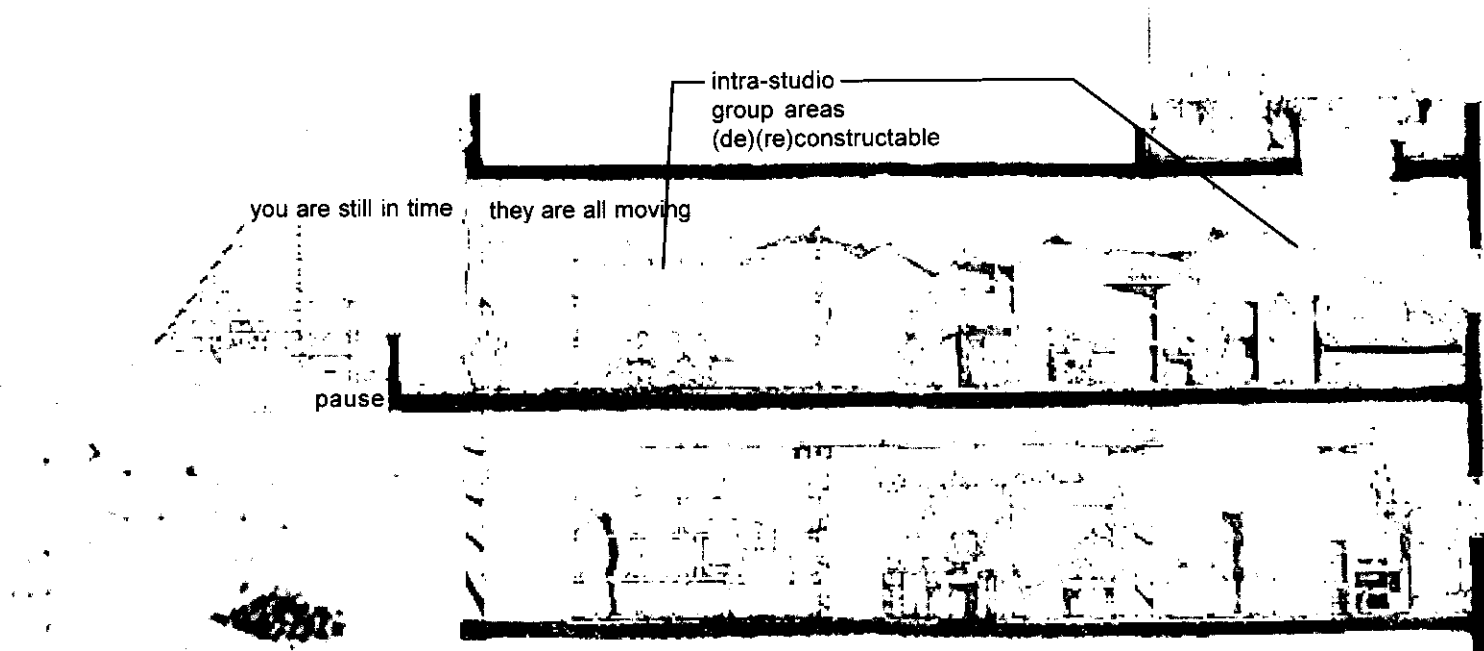 intra-studio
group areas
(de)(re)constructable
you are still in time
they are all moving
pause